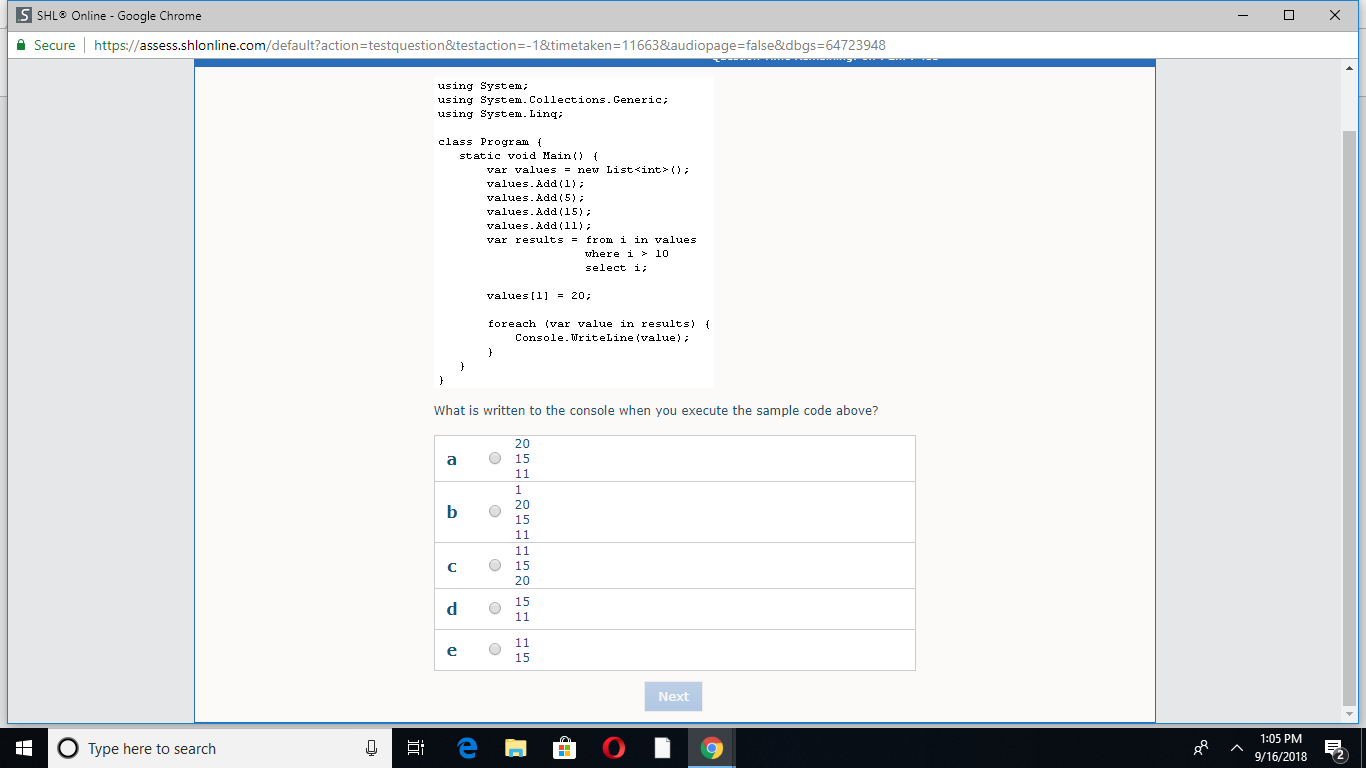 SHL® Online - Google Chrome
Secure https://assess.shlonline.com/default?action=testquestion&testaction=-1&timetaken=11663&audiopage=false&dbgs=64723948
using System;
using System.Collections.Generic;
using System.Linq;
class Program {
static void Main() {
var values = new List<int>();
values.Add(1);
values.Add(5);
values.Add(15);
values.Add(11);
var results = from i in values
where i > 10
select i;
values[1] = 20;
foreach (var value in results) {
Console.WriteLine(value);
}
}
}
What is written to the console when you execute the sample code above?
a
20
15
11
b
1
20
15
11
c
11
15
20
d
15
11
e
11
15
Next
Type here to search
1:05 PM
9/16/2018
2